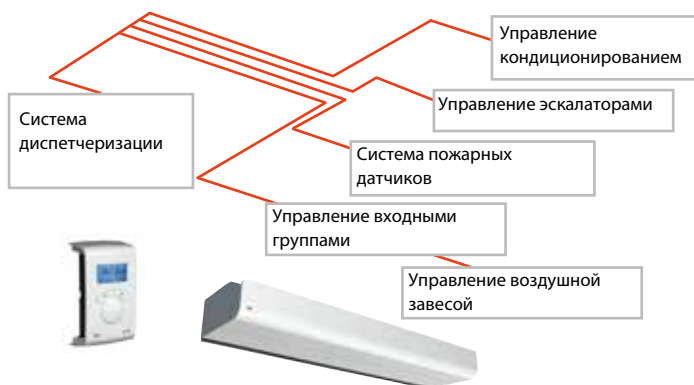 Управление
кондиционированием
Управление эскалаторами
Система
диспетчеризации
Система пожарных
датчиков
Управление входными
группами
Управление воздушной
завесой